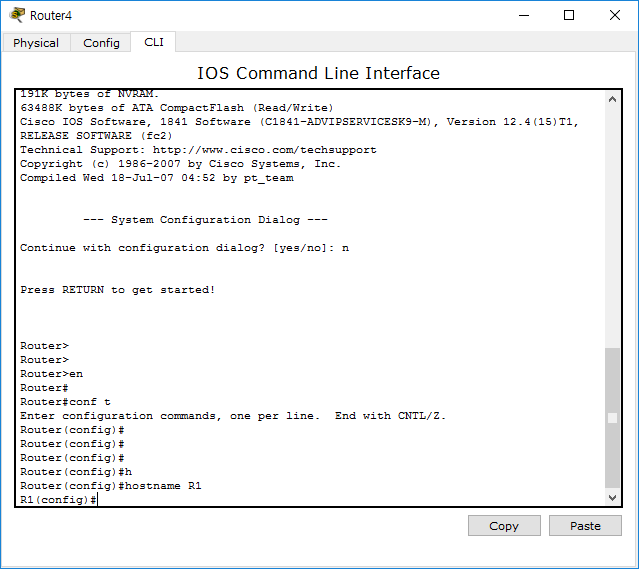 Router4
Physical Config CLI
IOS Command Line Interface
191K bytes of NVRAM.
63488K bytes of ATA CompactFlash (Read/Write)
Cisco IOS Software, 1841 Software (C1841-ADVIPSERVICESK9-M), Version 12.4(15)T1,
RELEASE SOFTWARE (fc2)
Technical Support: http://www.cisco.com/techsupport
Copyright (c) 1986-2007 by Cisco Systems, Inc.
Compiled Wed 18-Jul-07 04:52 by pt_team
--- System Configuration Dialog ---
Continue with configuration dialog? [yes/no]: n
Press RETURN to get started!
Router>
Router>
Router>en
Router#
Router#conf t
Enter configuration commands, one per line.  End with CNTL/Z.
Router(config)#
Router(config)#
Router(config)#
Router(config)#h
Router(config)#hostname R1
R1(config)#
Copy Paste